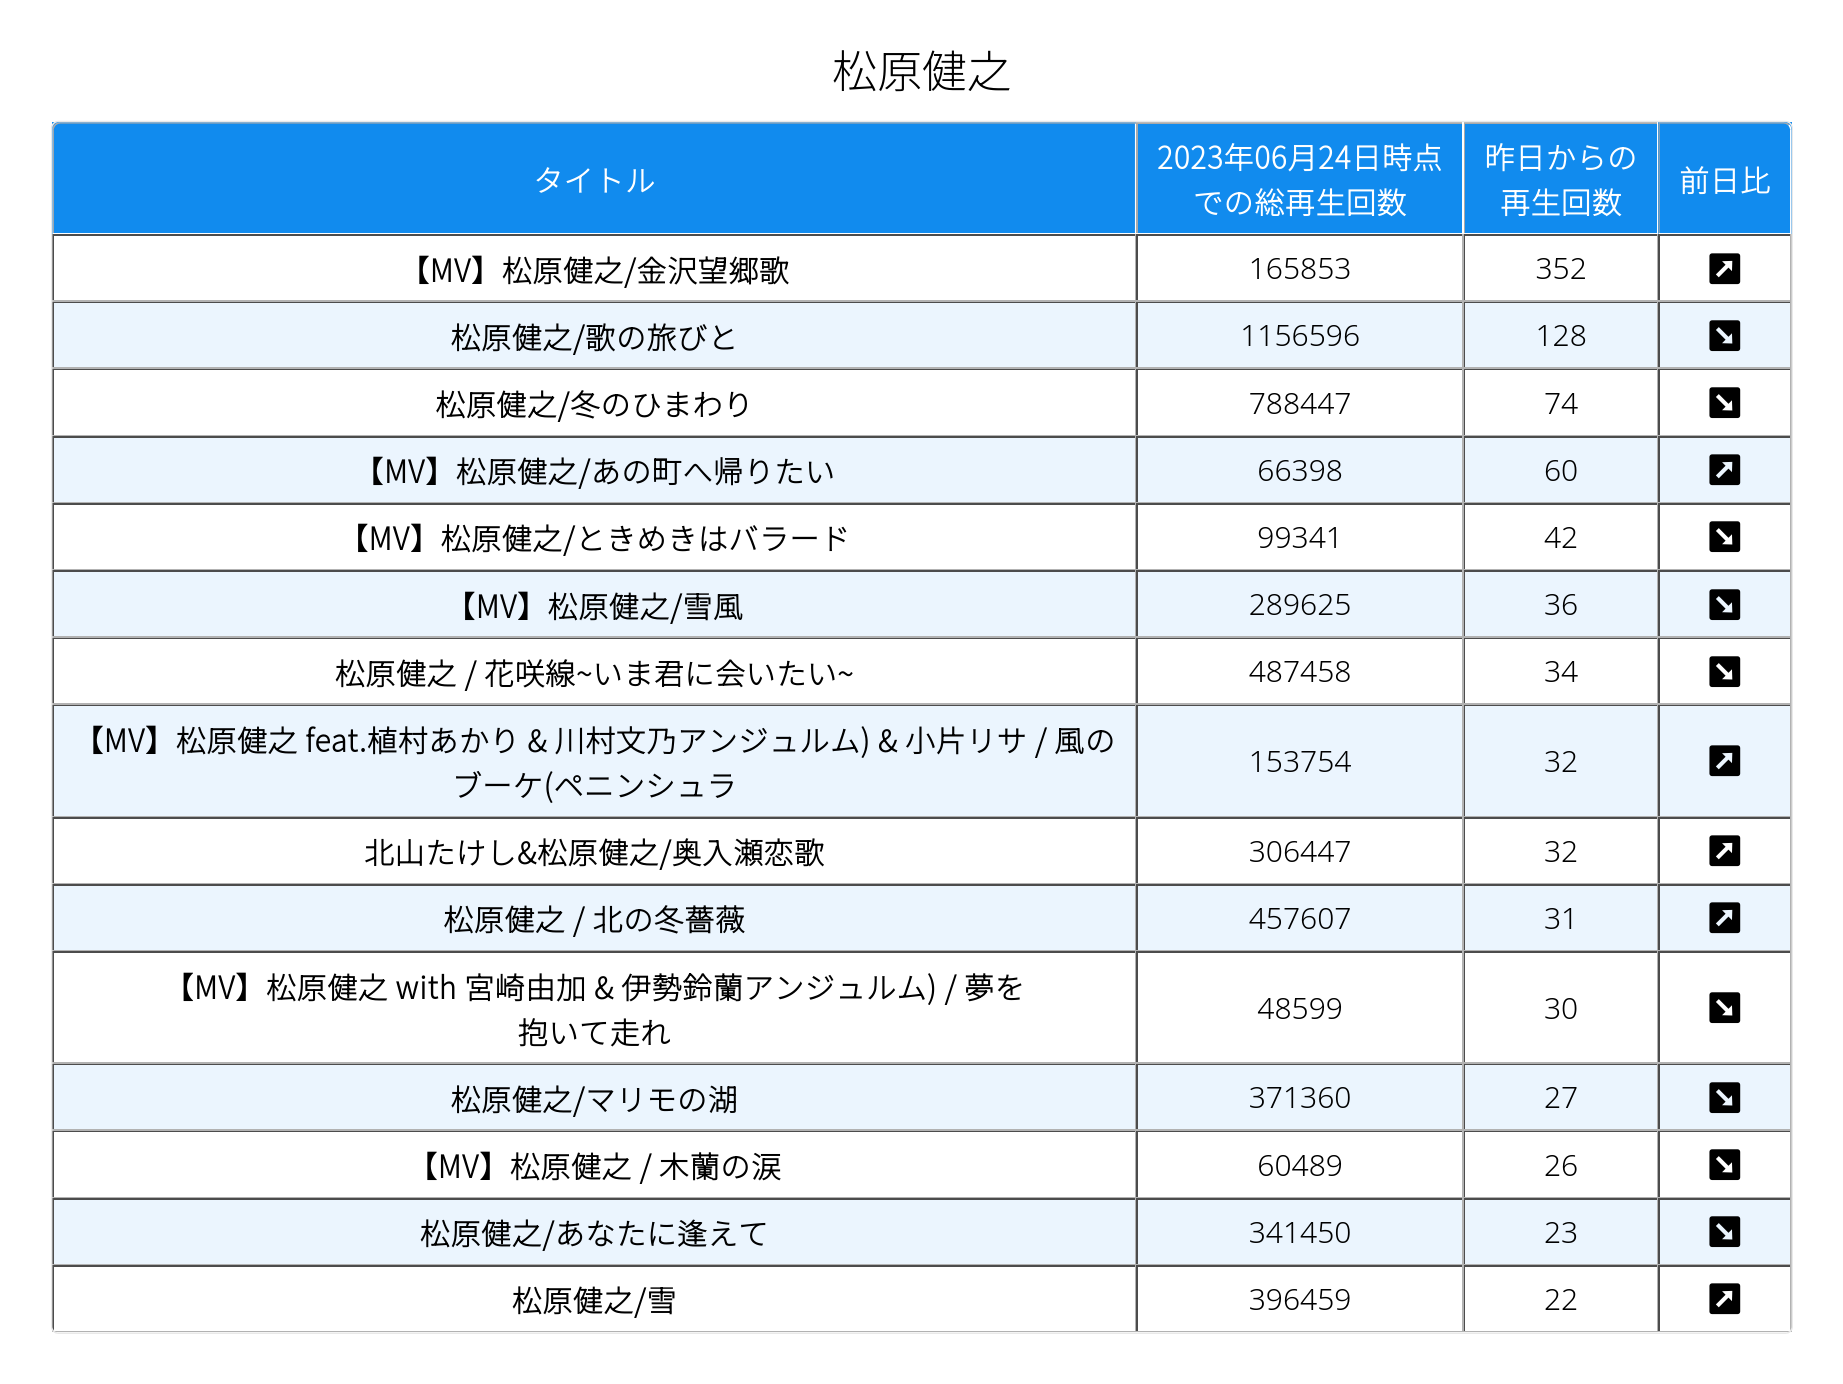 松原健之
タイトル
2023年06月24日時点
での総再生回数
昨日からの
再生回数
前日比
【MV】松原健之/金沢望郷歌 165853 352
松原健之/歌の旅びと 1156596 128
松原健之/冬のひまわり 788447 74
【MV】松原健之/あの町へ帰りたい 66398 60
【MV】松原健之/ときめきはバラード 99341 42
【MV】松原健之/雪風 289625 36
松原健之 / 花咲線~いま君に会いたい~ 487458 34
【MV】松原健之 feat.植村あかり & 川村文乃アンジュルム) & 小片リサ / 風の
ブーケ(ペニンシュラ
153754 32
北山たけし&松原健之/奥入瀬恋歌 306447 32
松原健之 / 北の冬薔薇 457607 31
【MV】松原健之 with 宮崎由加 & 伊勢鈴蘭アンジュルム) / 夢を
抱いて走れ
48599 30
松原健之/マリモの湖 371360 27
【MV】松原健之 / 木蘭の涙 60489 26
松原健之/あなたに逢えて 341450 23
松原健之/雪 396459 22